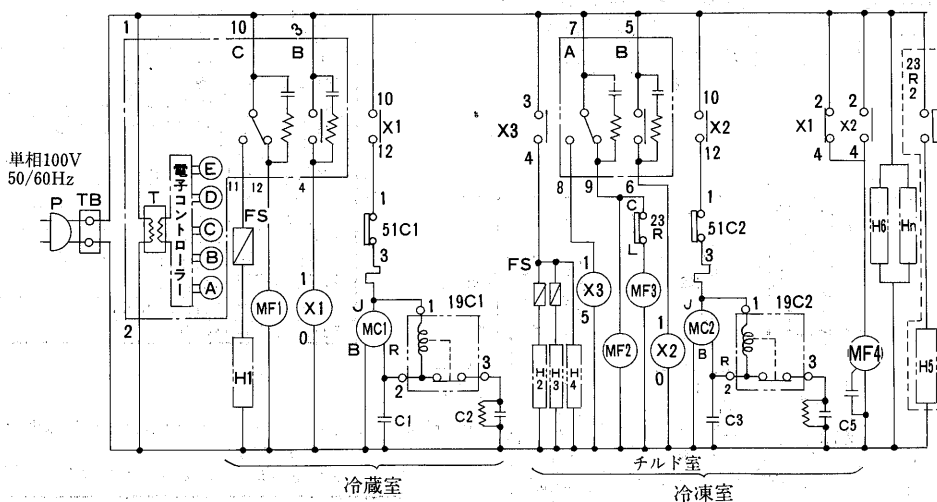 1
10
3
C
B
7
5
A
B
23
R
2
10
X1
12
3
X3
4
10
X2
12
2
X1
4
2
X2
4
単相100V
50/60Hz
P
TB
T
電子コントローラー
E
D
C
B
A
11
12
4
FS
8
9
6
C
23
R
L
1
51C1
3
1
51C2
3
FS
H6
Hn
2
MF1
1
X1
0
J
MC1
B
R
1
19C1
2
3
1
X3
5
MF3
MF2
1
X2
0
J
MC2
B
R
2
1
19C2
3
MF4
H1
H2
H3
H4
H5
C1
C2
C3
C5
冷蔵室
チルド室
冷凍室